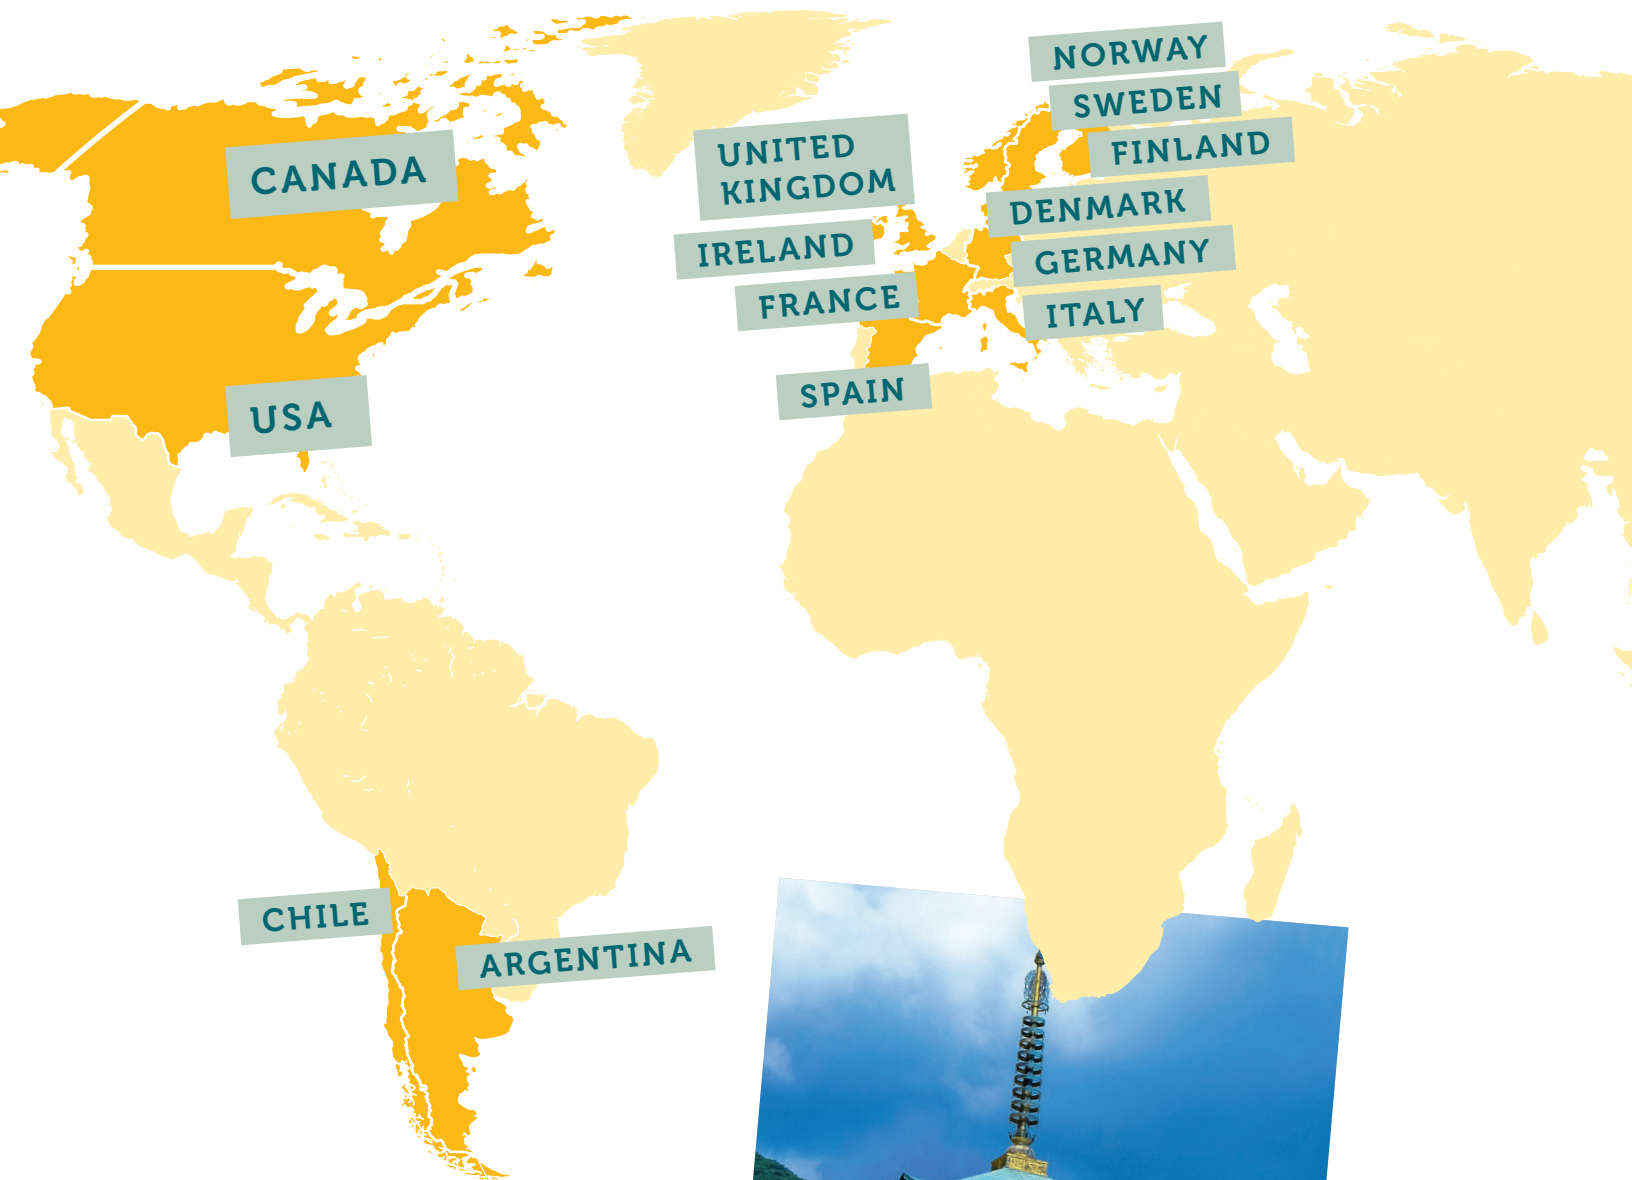 NORWAY
SWEDEN
FINLAND
UNITED
KINGDOM
CANADA
DENMARK
IRELAND
GERMANY
FRANCE
ITALY
SPAIN
USA
CHILE
ARGENTINA